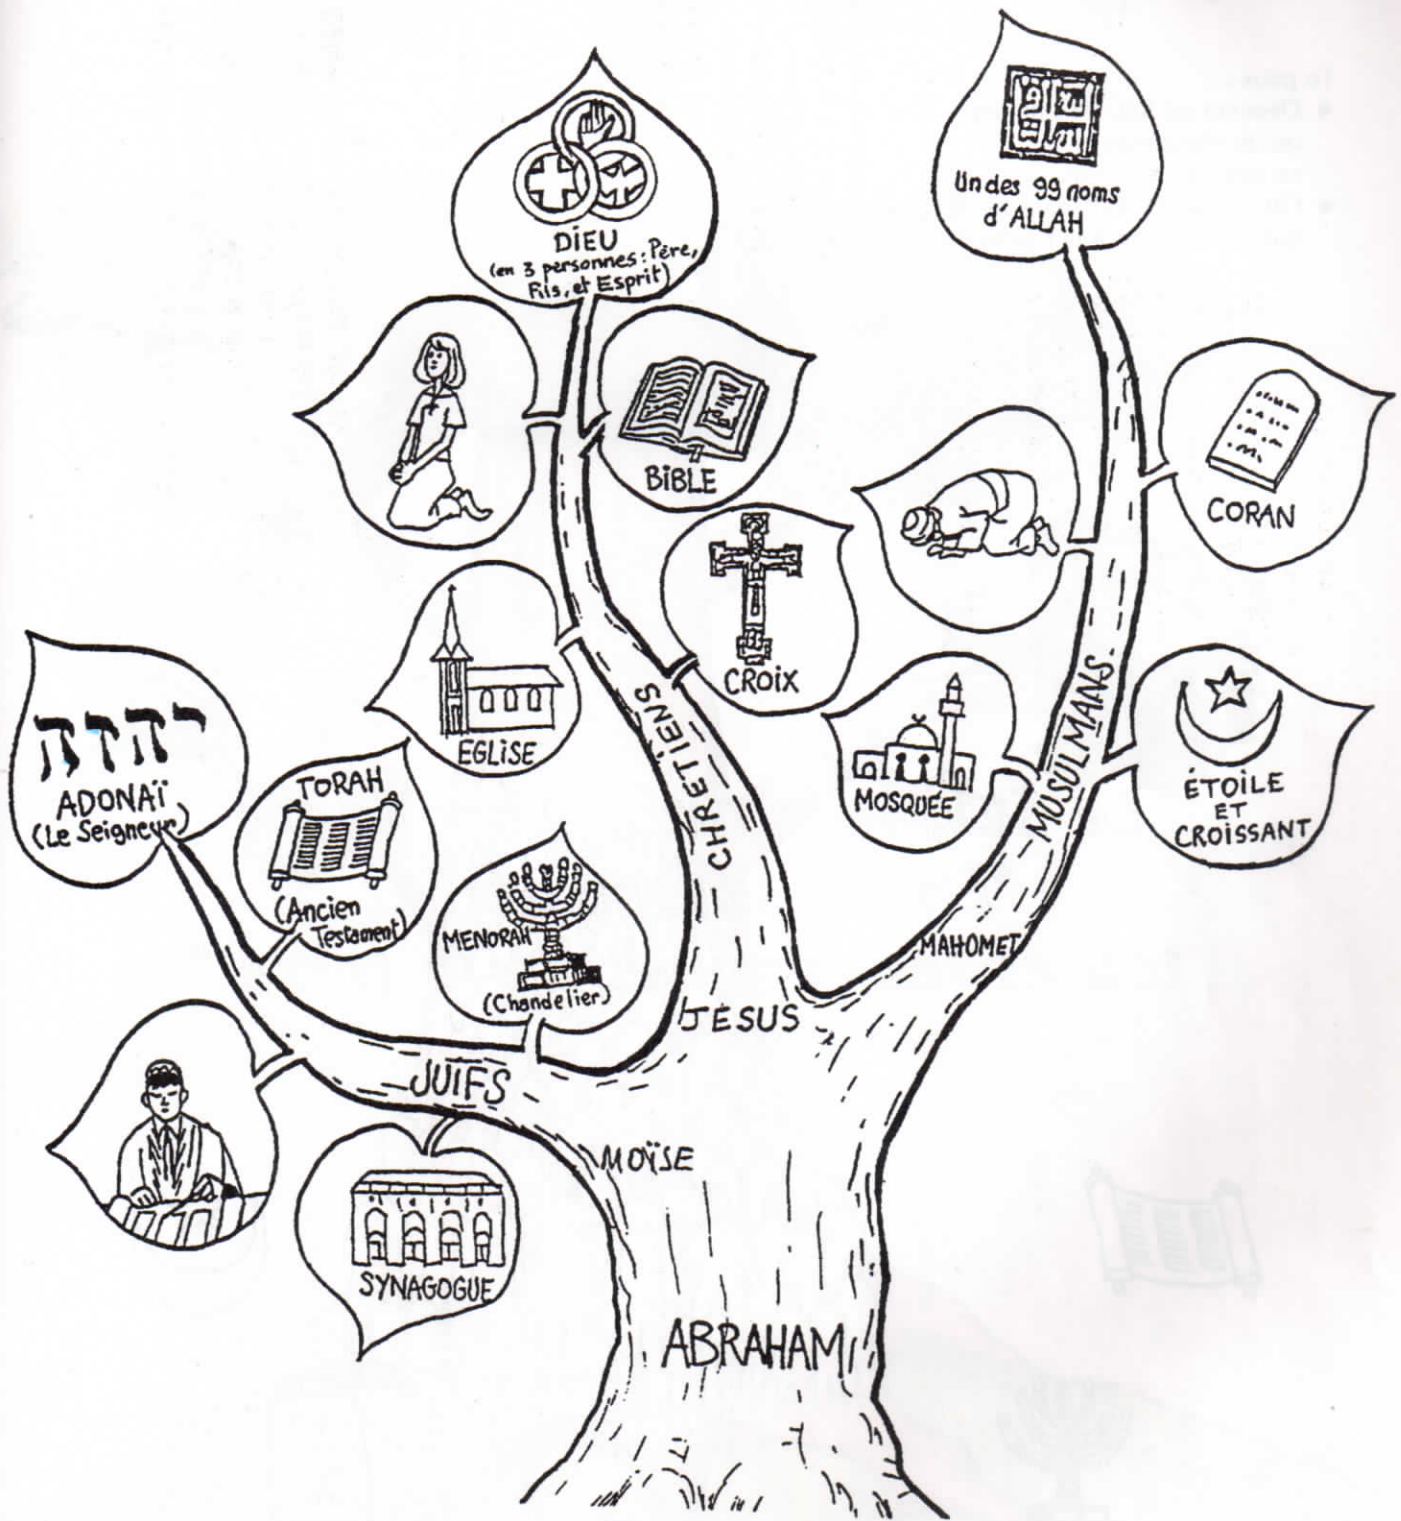 Un des 99 noms
d'ALLAH
DIEU
(en 3 personnes: Père,
Fils, et Esprit)
BIBLE
CORAN
CROIX
EGLISE
MOSQUÉE
ÉTOILE
ET
CROISSANT
יהוה
ADONAÏ
(Le Seigneur)
TORAH
(Ancien
Testament)
MENORAH
(Chandelier)
CHRETIENS
MUSULMANS
MAHOMET
JÉSUS
JUIFS
MOÏSE
SYNAGOGUE
ABRAHAM